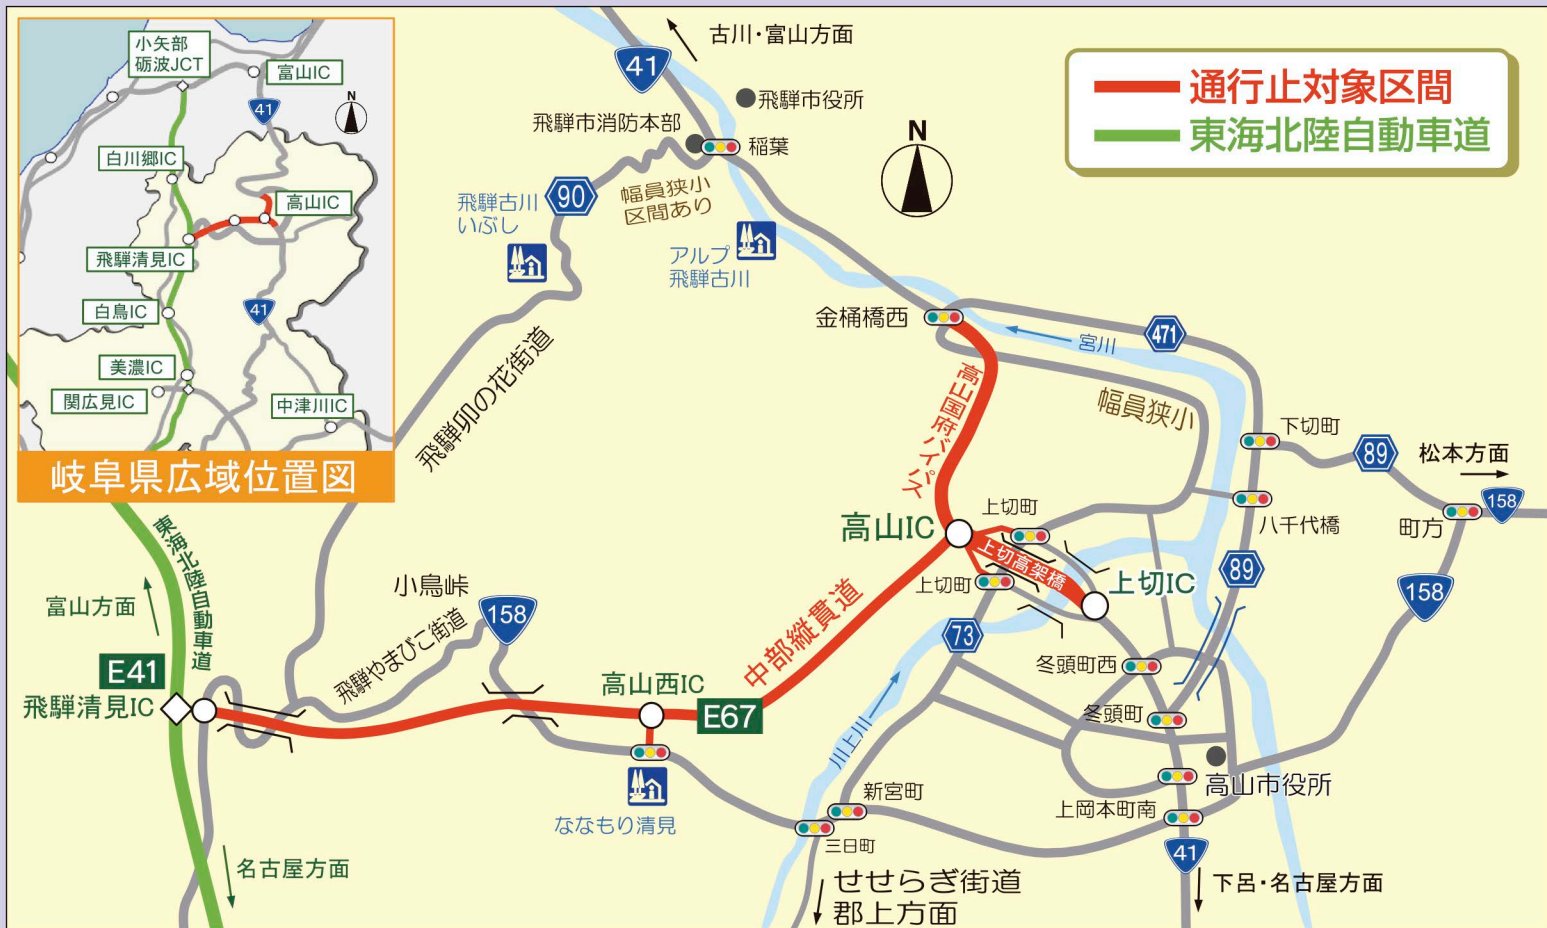 小矢部
砺波JCT
富山IC
41
N
白川郷IC
高山IC
飛騨清見IC
白鳥IC
41
美濃IC
関広見IC
中津川IC
岐阜県広域位置図
通行止対象区間
東海北陸自動車道
古川・富山方面
41
飛騨市役所
飛騨市消防本部
稲葉
N
90
幅員狭小
区間あり
飛騨古川
いぶし
アルプ
飛騨古川
金桶橋西
宮川
471
飛騨卯の花街道
高山国府バイパス
幅員狭小
下切町
89
松本方面
158
町方
八千代橋
上切町
高山IC
上切高架橋
上切町
上切IC
89
158
東海北陸自動車道
富山方面
小鳥峠
158
飛騨やまびこ街道
中部縦貫道
73
冬頭町西
E41
飛騨清見IC
高山西IC
E67
冬頭町
川上川
高山市役所
新宮町
上岡本町南
ななもり清見
三日町
41
名古屋方面
せせらぎ街道
郡上方面
下呂・名古屋方面